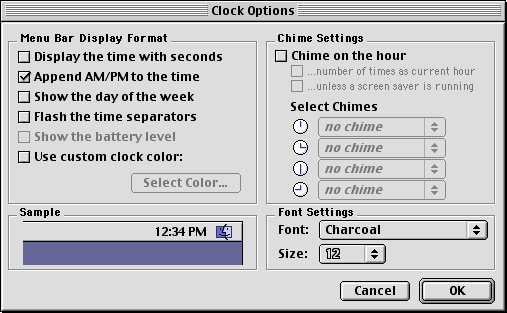 Clock Options
Menu Bar Display Format
Display the time with seconds
Append AM/PM to the time
Show the day of the week
Flash the time separators
Show the battery level
Use custom clock color:
Select Color...
Chime Settings
Chime on the hour
...number of times as current hour
...unless a screen saver is running
Select Chimes
no chime
no chime
no chime
no chime
Sample
12:34 PM
Font Settings
Font: Charcoal
Size: 12
Cancel OK